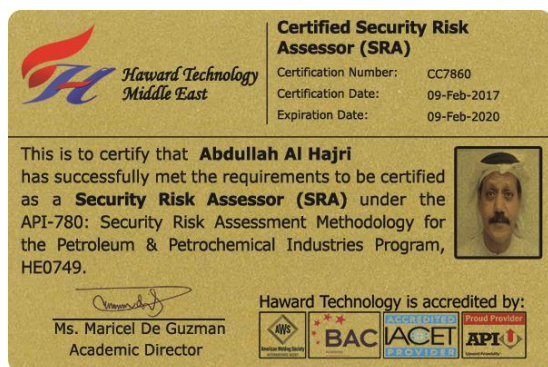 Haward Technology
Middle East
Certified Security Risk
Assessor (SRA)
Certification Number: CC7860
Certification Date: 09-Feb-2017
Expiration Date: 09-Feb-2020
This is to certify that Abdullah Al Hajri
has successfully met the requirements to be certified
as a Security Risk Assessor (SRA) under the
API-780: Security Risk Assessment Methodology for
the Petroleum & Petrochemical Industries Program,
HE0749.
Ms. Maricel De Guzman
Academic Director
Haward Technology is accredited by:
AWS
American Welding Society
BAC
ACCREDITED
IACET
PROVIDER
Proud Provider
API